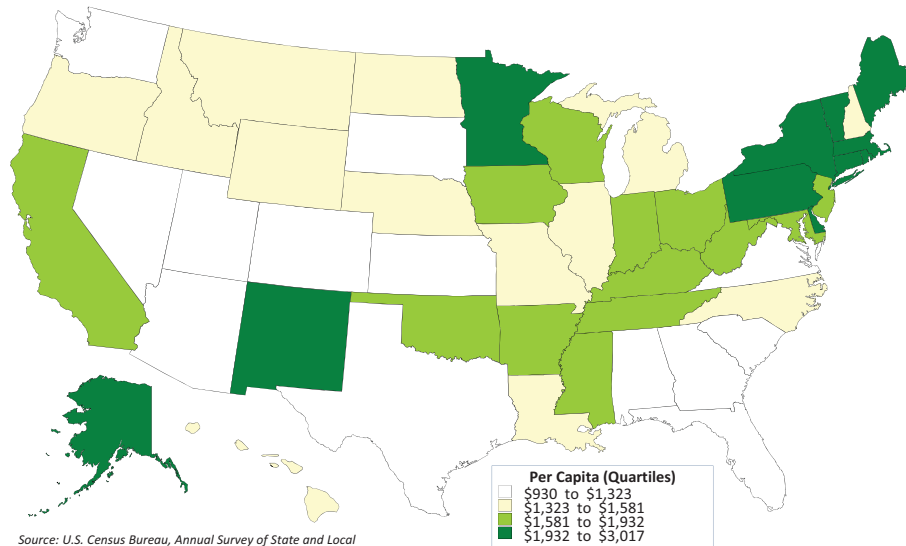 Per Capita (Quartiles)
$930 to $1,323
$1,323 to $1,581
$1,581 to $1,932
$1,932 to $3,017
Source: U.S. Census Bureau, Annual Survey of State and Local